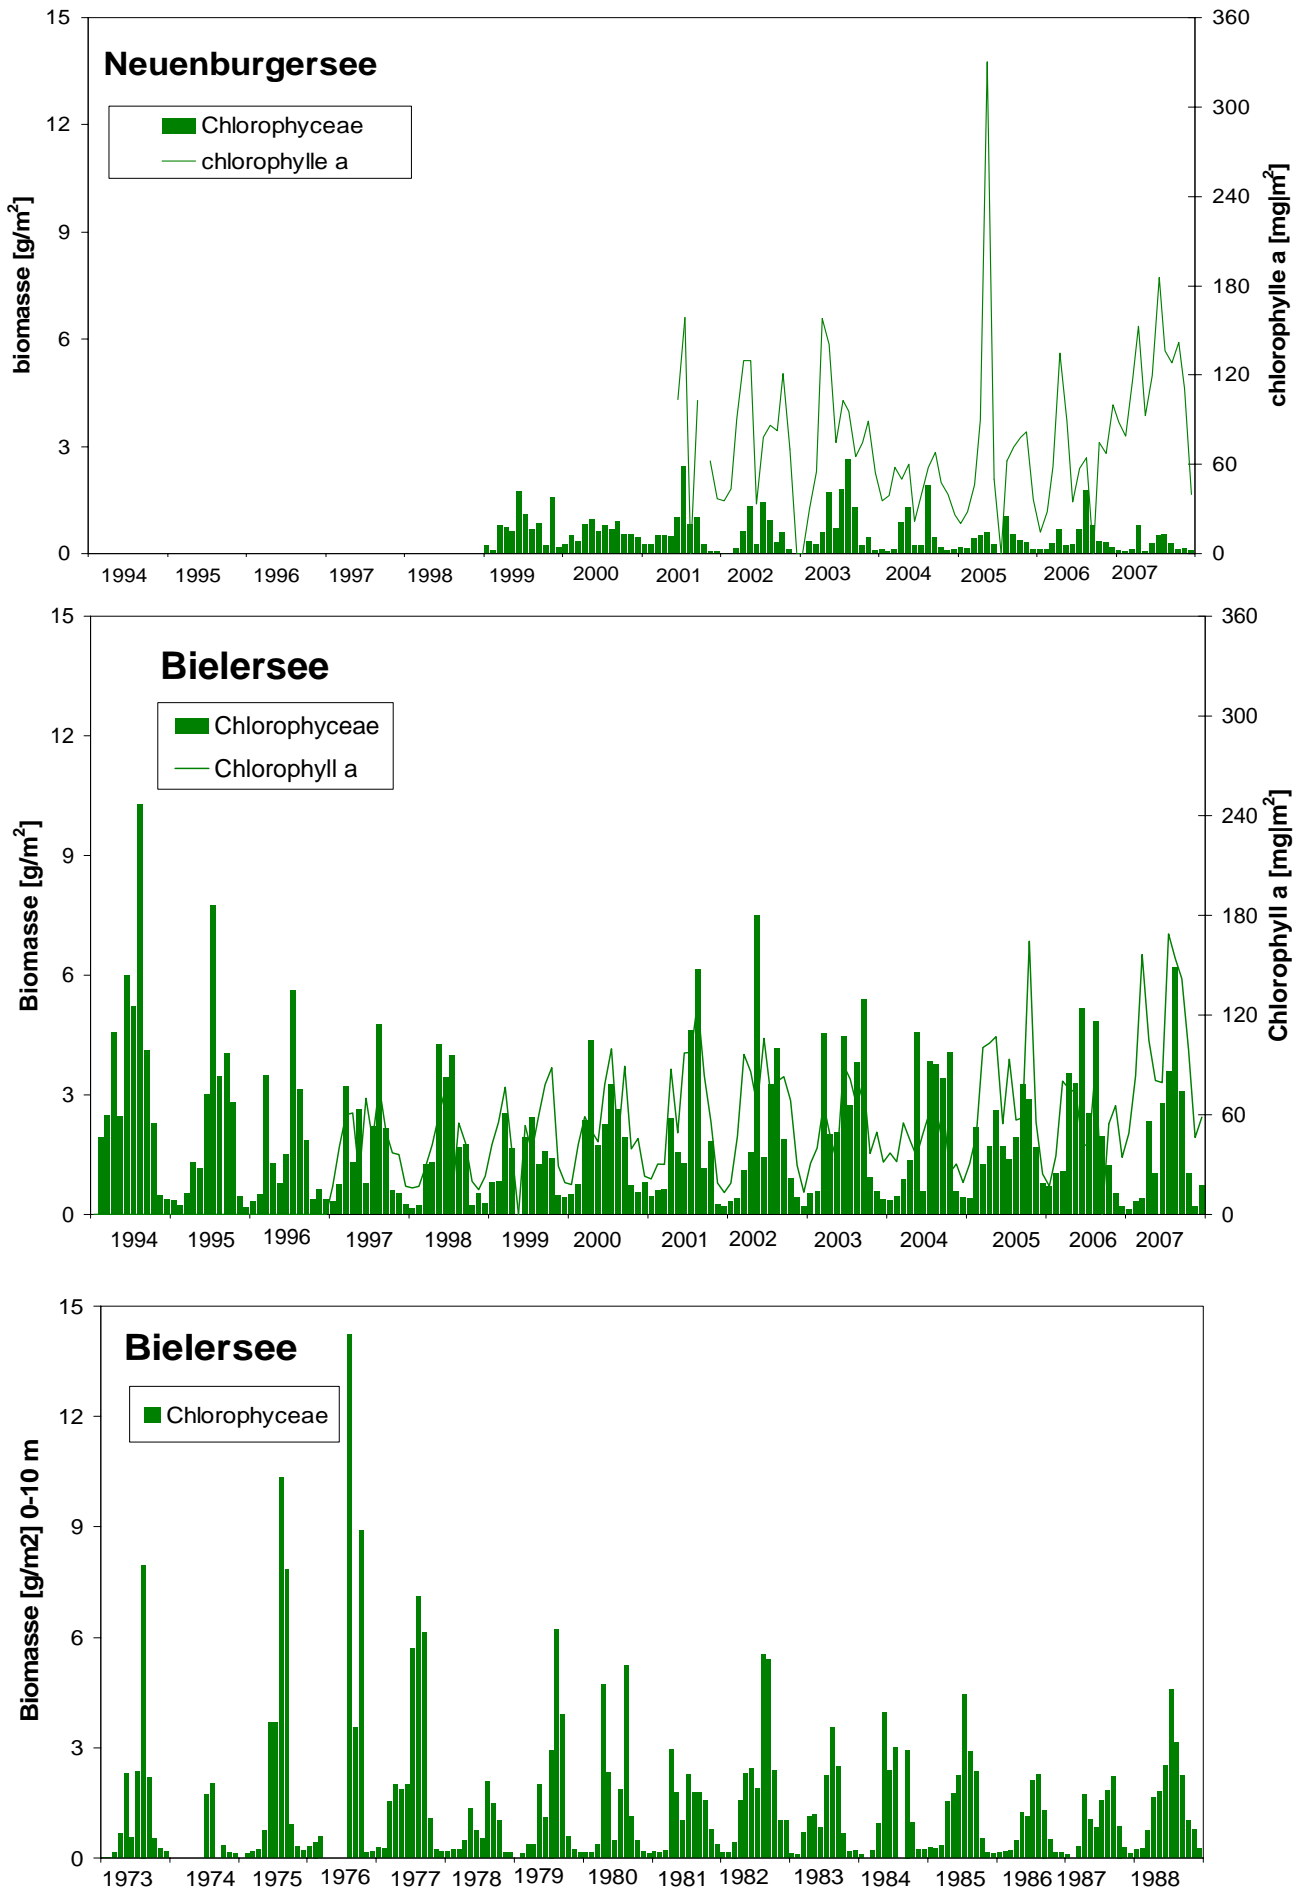 Neuenburgersee
Chlorophyceae
chlorophylle a
biomasse [g/m²]
chlorophylle a [mg|m²]
15
12
9
6
3
0
360
300
240
180
120
60
0
1994 1995 1996 1997 1998 1999 2000 2001 2002 2003 2004 2005 2006 2007
Bielersee
Chlorophyceae
Chlorophyll a
Biomasse [g/m²]
Chlorophyll a [mg|m²]
15
12
9
6
3
0
360
300
240
180
120
60
0
1994 1995 1996 1997 1998 1999 2000 2001 2002 2003 2004 2005 2006 2007
Bielersee
Chlorophyceae
Biomasse [g/m2] 0-10 m
15
12
9
6
3
0
1973 1974 1975 1976 1977 1978 1979 1980 1981 1982 1983 1984 1985 1986 1987 1988